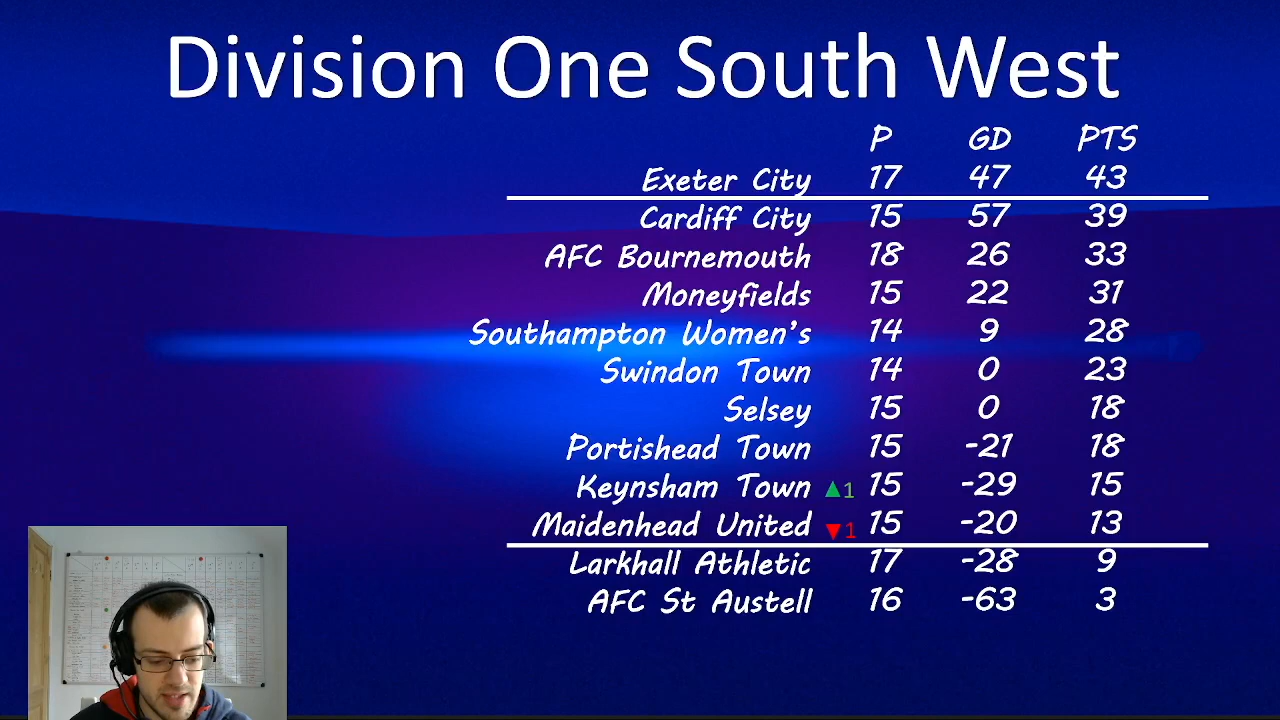 Division One South West
P GD PTS
Exeter City 17 47 43
Cardiff City 15 57 39
AFC Bournemouth 18 26 33
Moneyfields 15 22 31
Southampton Women's 14 9 28
Swindon Town 14 0 23
Selsey 15 0 18
Portishead Town 15 -21 18
Keynsham Town ▲1 15 -29 15
Maidenhead United ▼1 15 -20 13
Larkhall Athletic 17 -28 9
AFC St Austell 16 -63 3